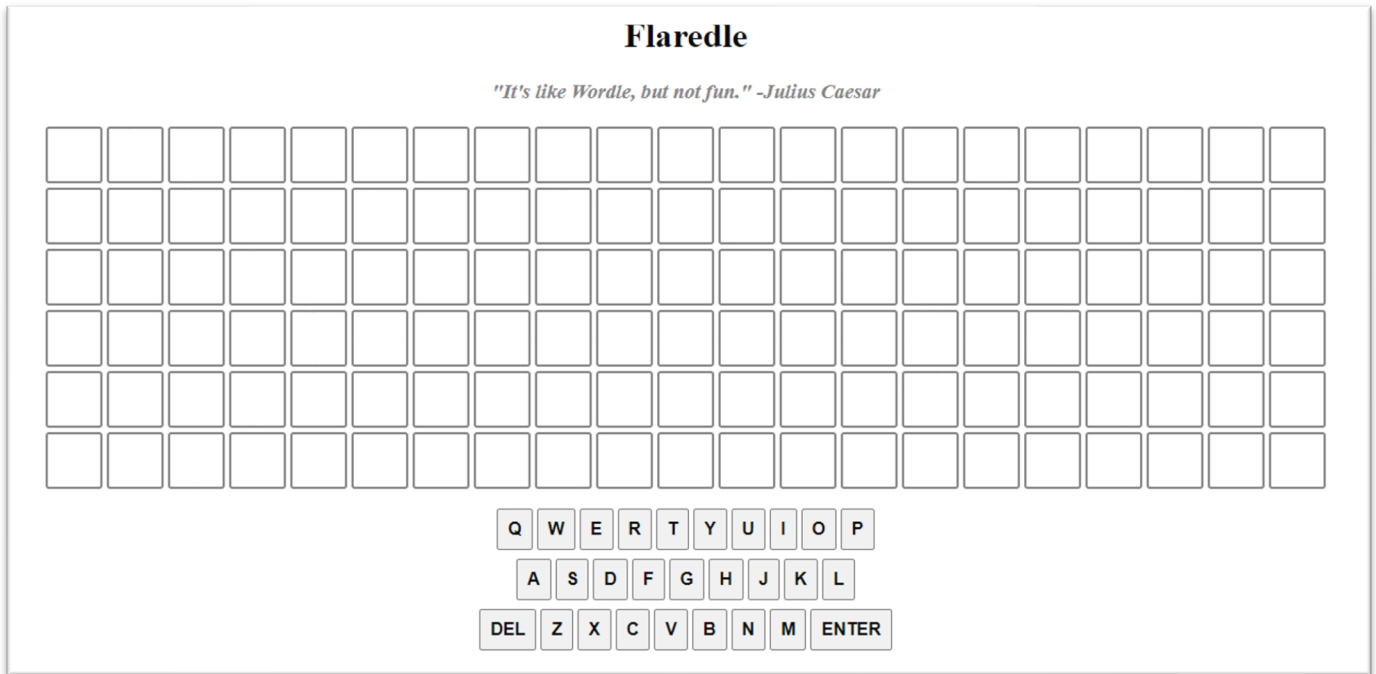 Flaredle
"It's like Wordle, but not fun." -Julius Caesar
Q W E R T Y U I O P
A S D F G H J K L
DEL Z X C V B N M ENTER